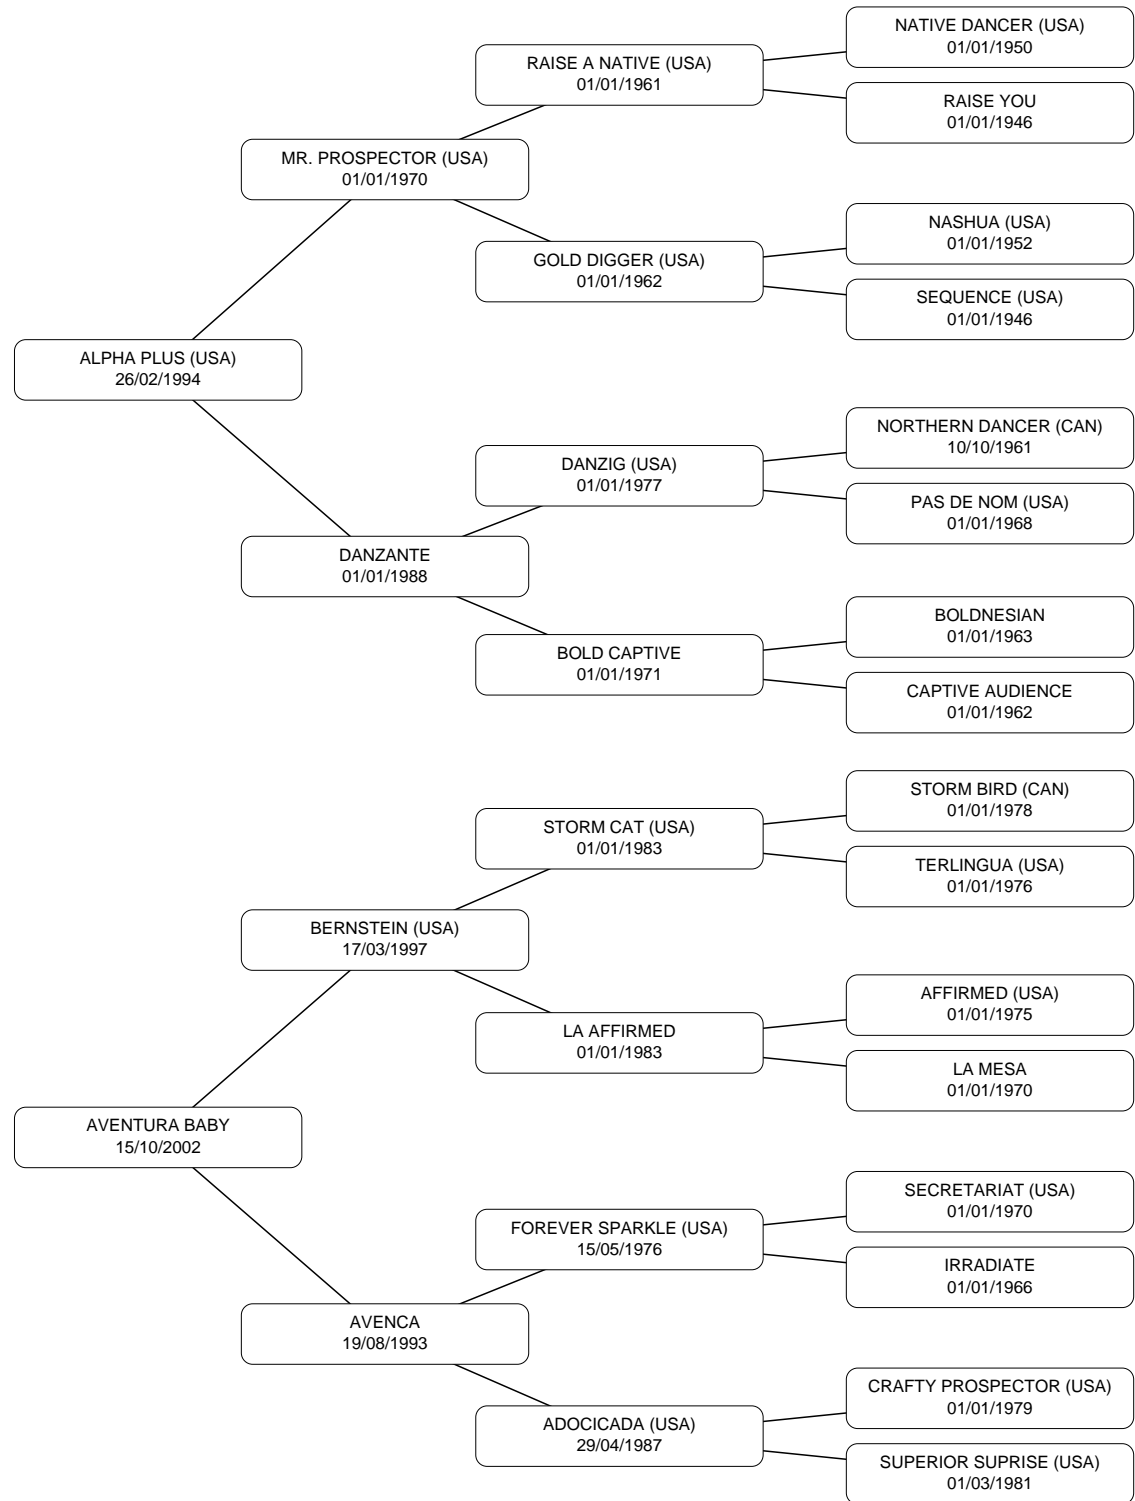 NATIVE DANCER (USA)
01/01/1950
RAISE A NATIVE (USA)
01/01/1961
RAISE YOU
01/01/1946
MR. PROSPECTOR (USA)
01/01/1970
NASHUA (USA)
01/01/1952
GOLD DIGGER (USA)
01/01/1962
SEQUENCE (USA)
01/01/1946
ALPHA PLUS (USA)
26/02/1994
NORTHERN DANCER (CAN)
10/10/1961
DANZIG (USA)
01/01/1977
PAS DE NOM (USA)
01/01/1968
DANZANTE
01/01/1988
BOLDNESIAN
01/01/1963
BOLD CAPTIVE
01/01/1971
CAPTIVE AUDIENCE
01/01/1962
STORM BIRD (CAN)
01/01/1978
STORM CAT (USA)
01/01/1983
TERLINGUA (USA)
01/01/1976
BERNSTEIN (USA)
17/03/1997
AFFIRMED (USA)
01/01/1975
LA AFFIRMED
01/01/1983
LA MESA
01/01/1970
AVENTURA BABY
15/10/2002
SECRETARIAT (USA)
01/01/1970
FOREVER SPARKLE (USA)
15/05/1976
IRRADIATE
01/01/1966
AVENCA
19/08/1993
CRAFTY PROSPECTOR (USA)
01/01/1979
ADOCICADA (USA)
29/04/1987
SUPERIOR SUPRISE (USA)
01/03/1981